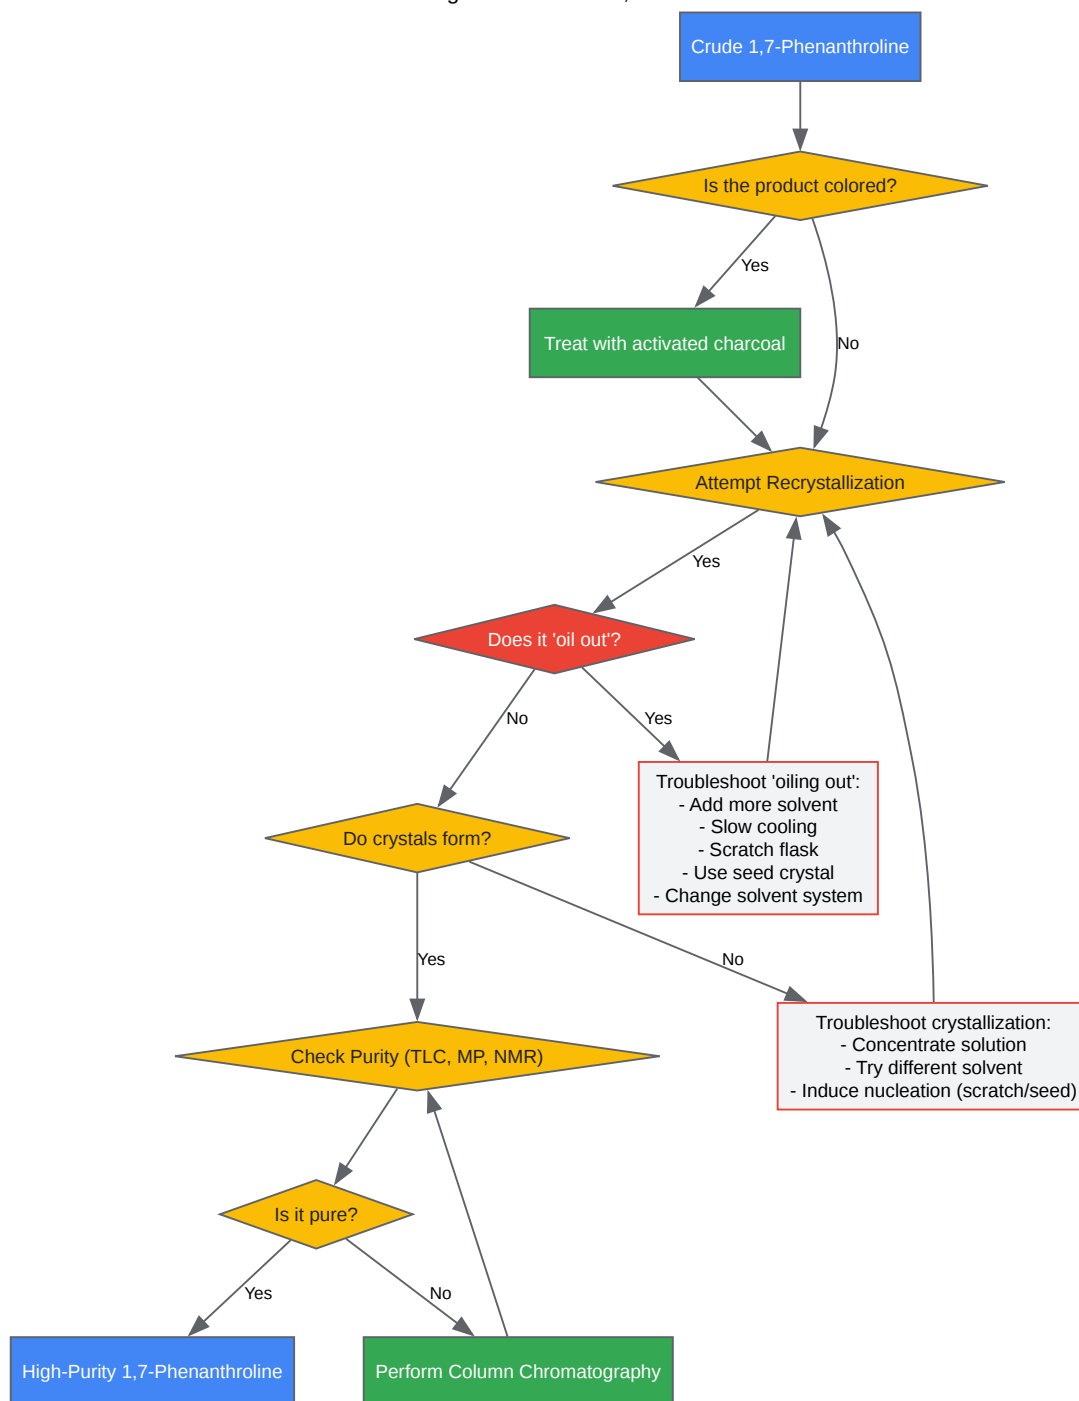 Crude 1,7-Phenanthroline
Is the product colored?
Yes
Treat with activated charcoal
No
Attempt Recrystallization
Yes
Does it 'oil out'?
No
Yes
Troubleshoot 'oiling out':
- Add more solvent
- Slow cooling
- Scratch flask
- Use seed crystal
- Change solvent system
Do crystals form?
Yes
No
Troubleshoot crystallization:
- Concentrate solution
- Try different solvent
- Induce nucleation (scratch/seed)
Check Purity (TLC, MP, NMR)
Is it pure?
Yes
No
High-Purity 1,7-Phenanthroline
Perform Column Chromatography